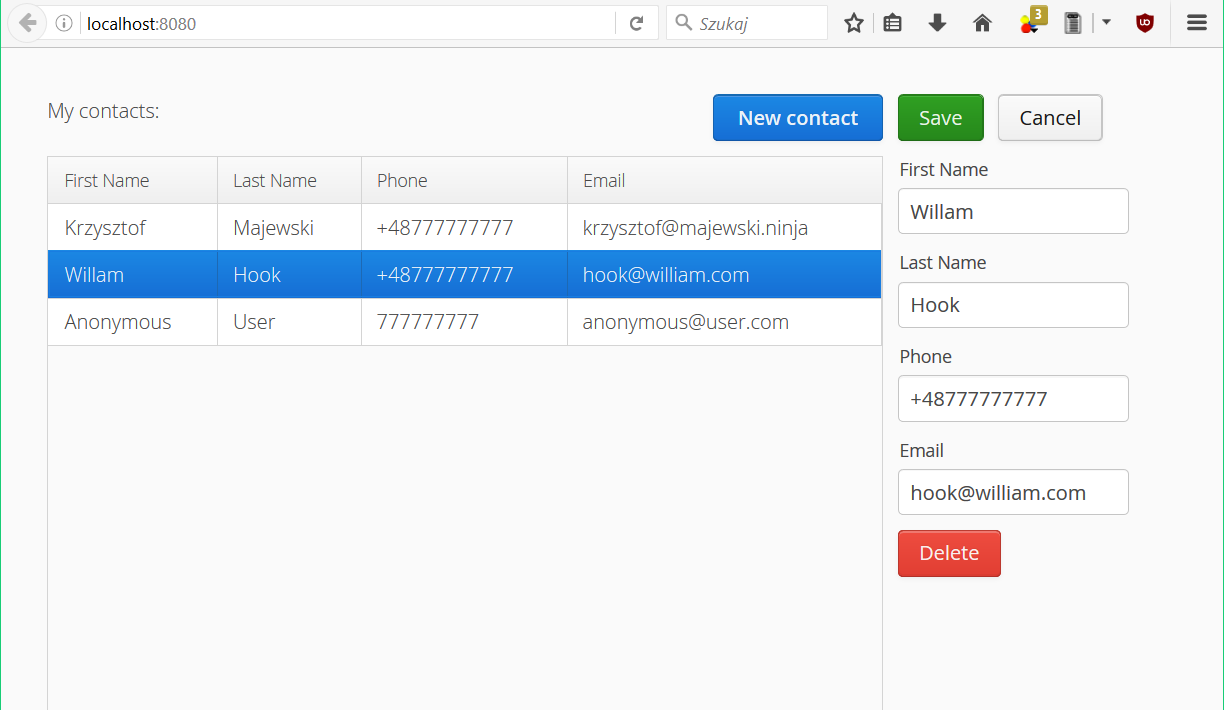 localhost:8080
Szukaj
3
My contacts:
New contact
Save
Cancel
First Name Last Name Phone Email
Krzysztof Majewski +48777777777 krzysztof@majewski.ninja
Willam Hook +48777777777 hook@william.com
Anonymous User 777777777 anonymous@user.com
First Name
Willam
Last Name
Hook
Phone
+48777777777
Email
hook@william.com
Delete